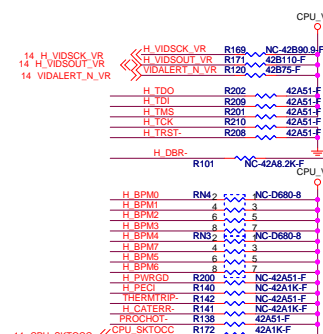 CPU_V
14 H_VIDSCK_VR H_VIDSCK_VR R169 NC-42B90.9-F
14 H_VIDSOUT_VR H_VIDSOUT_VR R171 42B110-F
14 VIDALERT_N_VR VIDALERT_N_VR R120 42B75-F
H_TDO R202 42A51-F
H_TDI R209 42A51-F
H_TMS R201 42A51-F
H_TCK R210 42A51-F
H_TRST- R208 42A51-F
H_DBR- R101 NC-42A8.2K-F
CPU_V
H_BPM0 RN4 2 1 NC-D680-8
H_BPM1 4 3
H_BPM2 6 5
H_BPM3 8 7
H_BPM4 RN3 2 1 NC-D680-8
H_BPM7 4 3
H_BPM5 6 5
H_BPM6 8 7
H_PWRGD R200 NC-42A51-F
H_PECI R140 NC-42A1K-F
THERMTRIP- R142 NC-42A51-F
H_CATERR- R141 NC-42A51-F
PROCHOT- R138 42A51-F
CPU_SKTOCC R172 42A1K-F